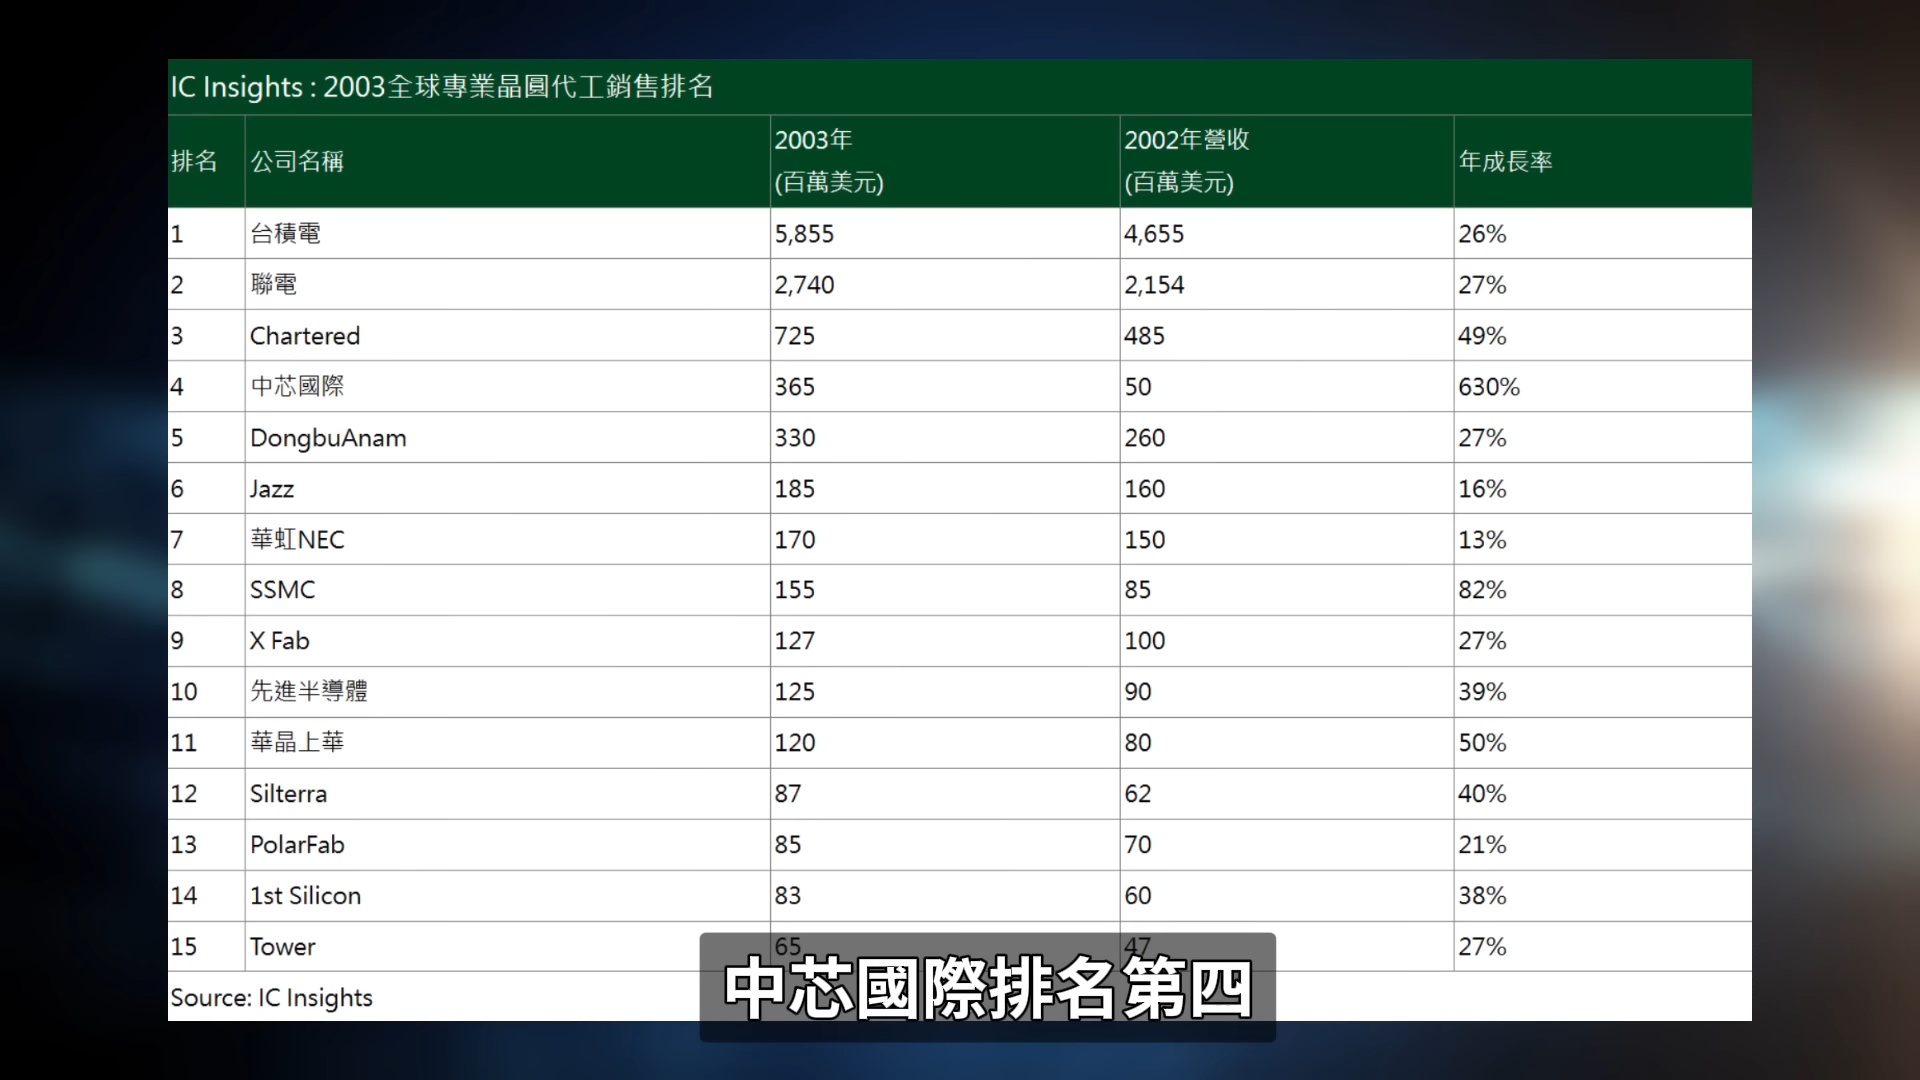 IC Insights : 2003全球專業晶圓代工銷售排名
排名 公司名稱 2003年 (百萬美元) 2002年營收 (百萬美元) 年成長率
1 台積電 5,855 4,655 26%
2 聯電 2,740 2,154 27%
3 Chartered 725 485 49%
4 中芯國際 365 50 630%
5 DongbuAnam 330 260 27%
6 Jazz 185 160 16%
7 華虹NEC 170 150 13%
8 SSMC 155 85 82%
9 X Fab 127 100 27%
10 先進半導體 125 90 39%
11 華晶上華 120 80 50%
12 Silterra 87 62 40%
13 PolarFab 85 70 21%
14 1st Silicon 83 60 38%
15 Tower 65 47 27%
Source: IC Insights
中芯國際排名第四